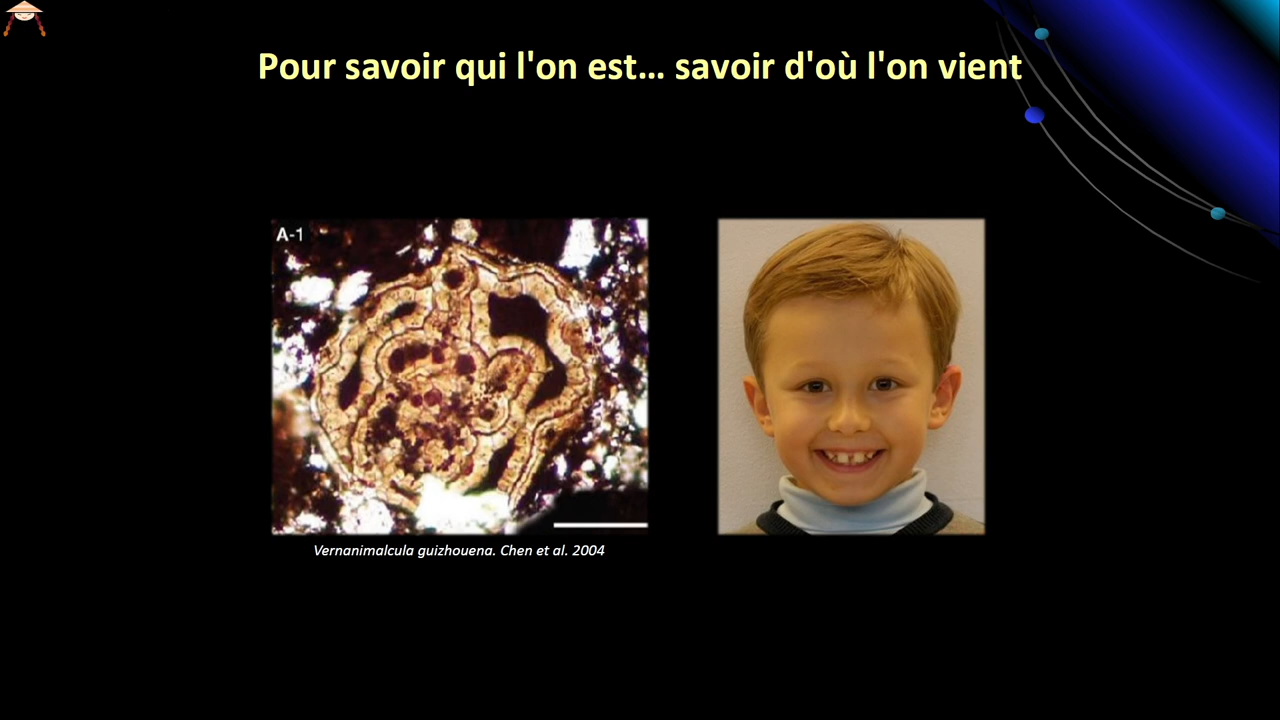 Pour savoir qui l'on est... savoir d'où l'on vient
A-1
Vernanimalcula guizhouena. Chen et al. 2004